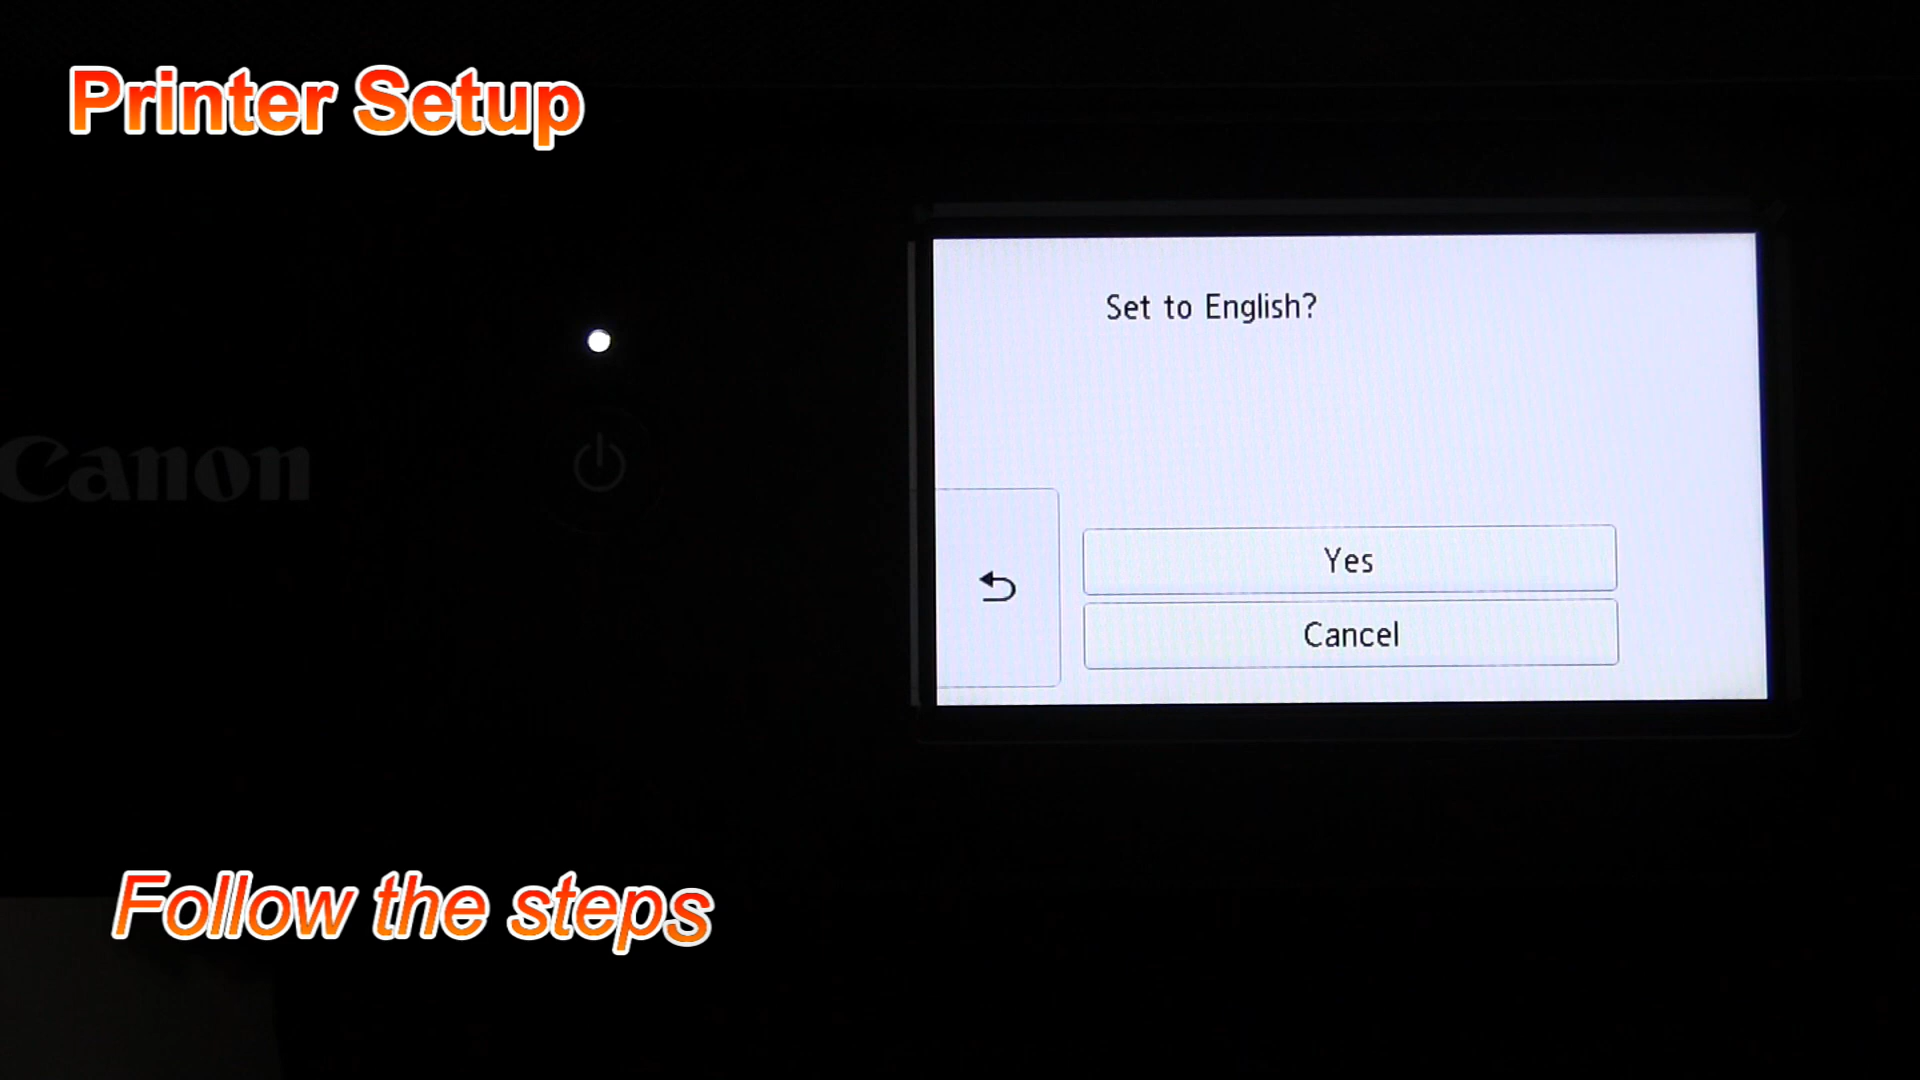 Printer Setup
Set to English?
Canon
Yes
Cancel
Follow the steps